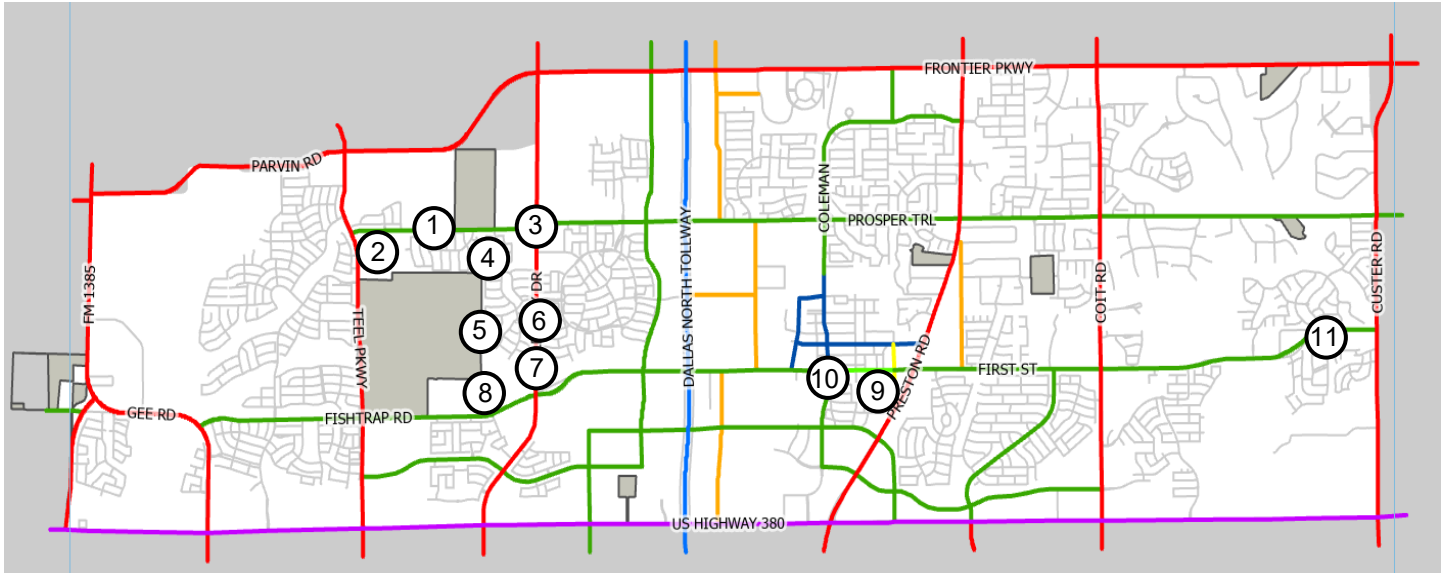 FRONTIER PKWY
PARVIN RD
COLEMAN
PROSPER TRL
1
2
3
4
DALLAS NORTH TOLLWAY
CUSTER RD
FM 1385
DR
COIT RD
TEEL PKWY
5
6
7
8
PRESTON RD
11
10
9
FIRST ST
GEE RD
FISHTRAP RD
US HIGHWAY 380